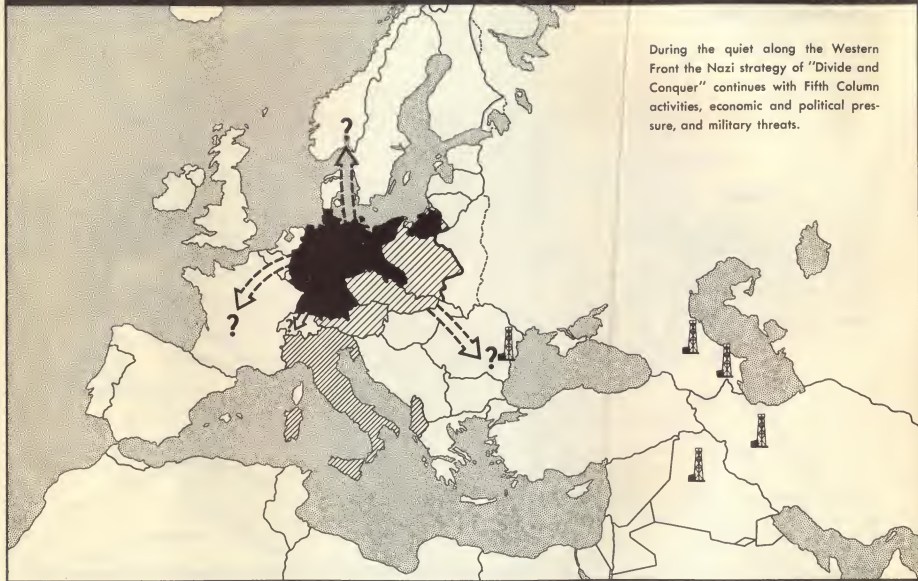 During the quiet along the Western
Front the Nazi strategy of "Divide and
Conquer" continues with Fifth Column
activities, economic and political pres-
sure, and military threats.
?
?
?
?